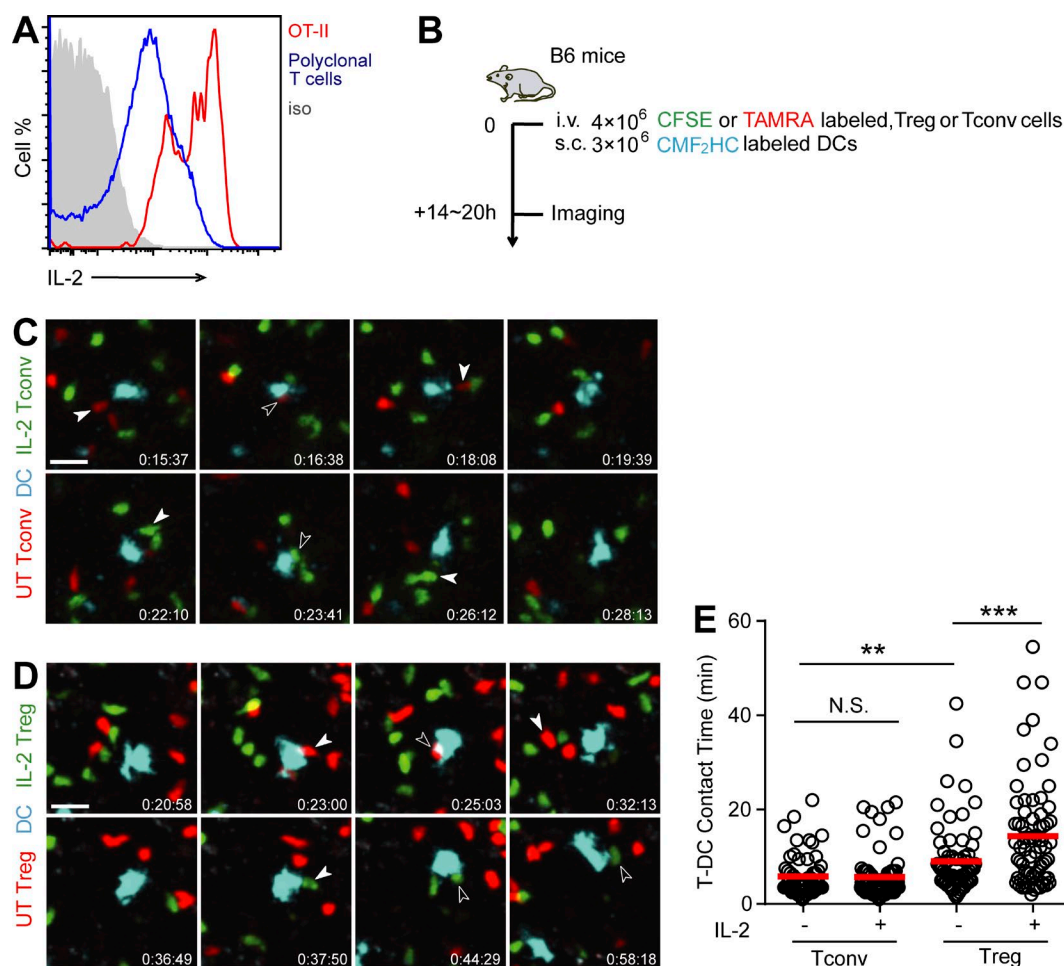 A
OT-II
Polyclonal
T cells
iso
Cell %
IL-2
B
B6 mice
0
i.v. 4×10⁶ CFSE or TAMRA labeled,Treg or Tconv cells
s.c. 3×10⁶ CMF₂HC labeled DCs
+14~20h
Imaging
C
UT Tconv DC IL-2 Tconv
0:15:37
0:16:38
0:18:08
0:19:39
0:22:10
0:23:41
0:26:12
0:28:13
D
UT Treg DC IL-2 Treg
0:20:58
0:23:00
0:25:03
0:32:13
0:36:49
0:37:50
0:44:29
0:58:18
E
T-DC Contact Time (min)
60
40
20
0
**
***
N.S.
IL-2 - + - +
Tconv Treg